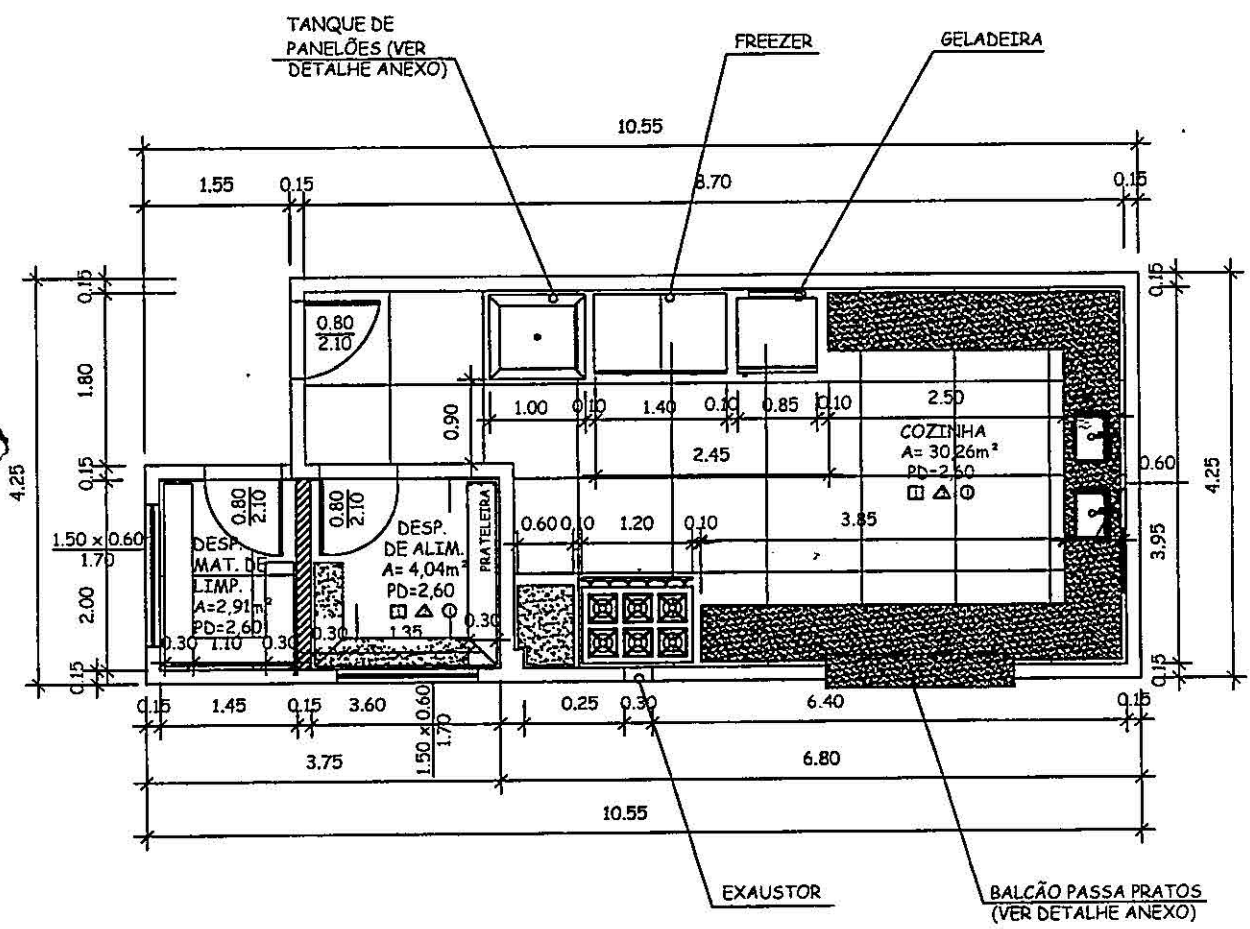 TANQUE DE
PANELÕES (VER
DETALHE ANEXO)
FREEZER
GELADEIRA
10.55
1.55
0.15
8.70
0.15
0.15
0.15
0.80
2.10
1.80
0.90
1.00
0.10
1.40
0.10
0.85
0.10
2.50
COZINHA
A= 30,26m²
PD=2,60
2.45
0.60
4.25
0.15
4.25
0.80
2.10
0.80
2.10
PRATELEIRA
DESP.
DE ALIM.
A= 4,04m²
PD=2,60
0.60
0.10
1.20
0.10
3.85
3.95
1.50 x 0.60
1.70
DESP.
MAT. DE
LIMP.
A=2,91m²
PD=2,60
2.00
0.30
1.10
0.30
0.30
1.35
0.30
0.15
0.15
0.15
1.45
0.15
3.60
1.50 x 0.60
1.70
0.25
0.30
6.40
0.15
3.75
6.80
10.55
EXAUSTOR
BALCÃO PASSA PRATOS
(VER DETALHE ANEXO)